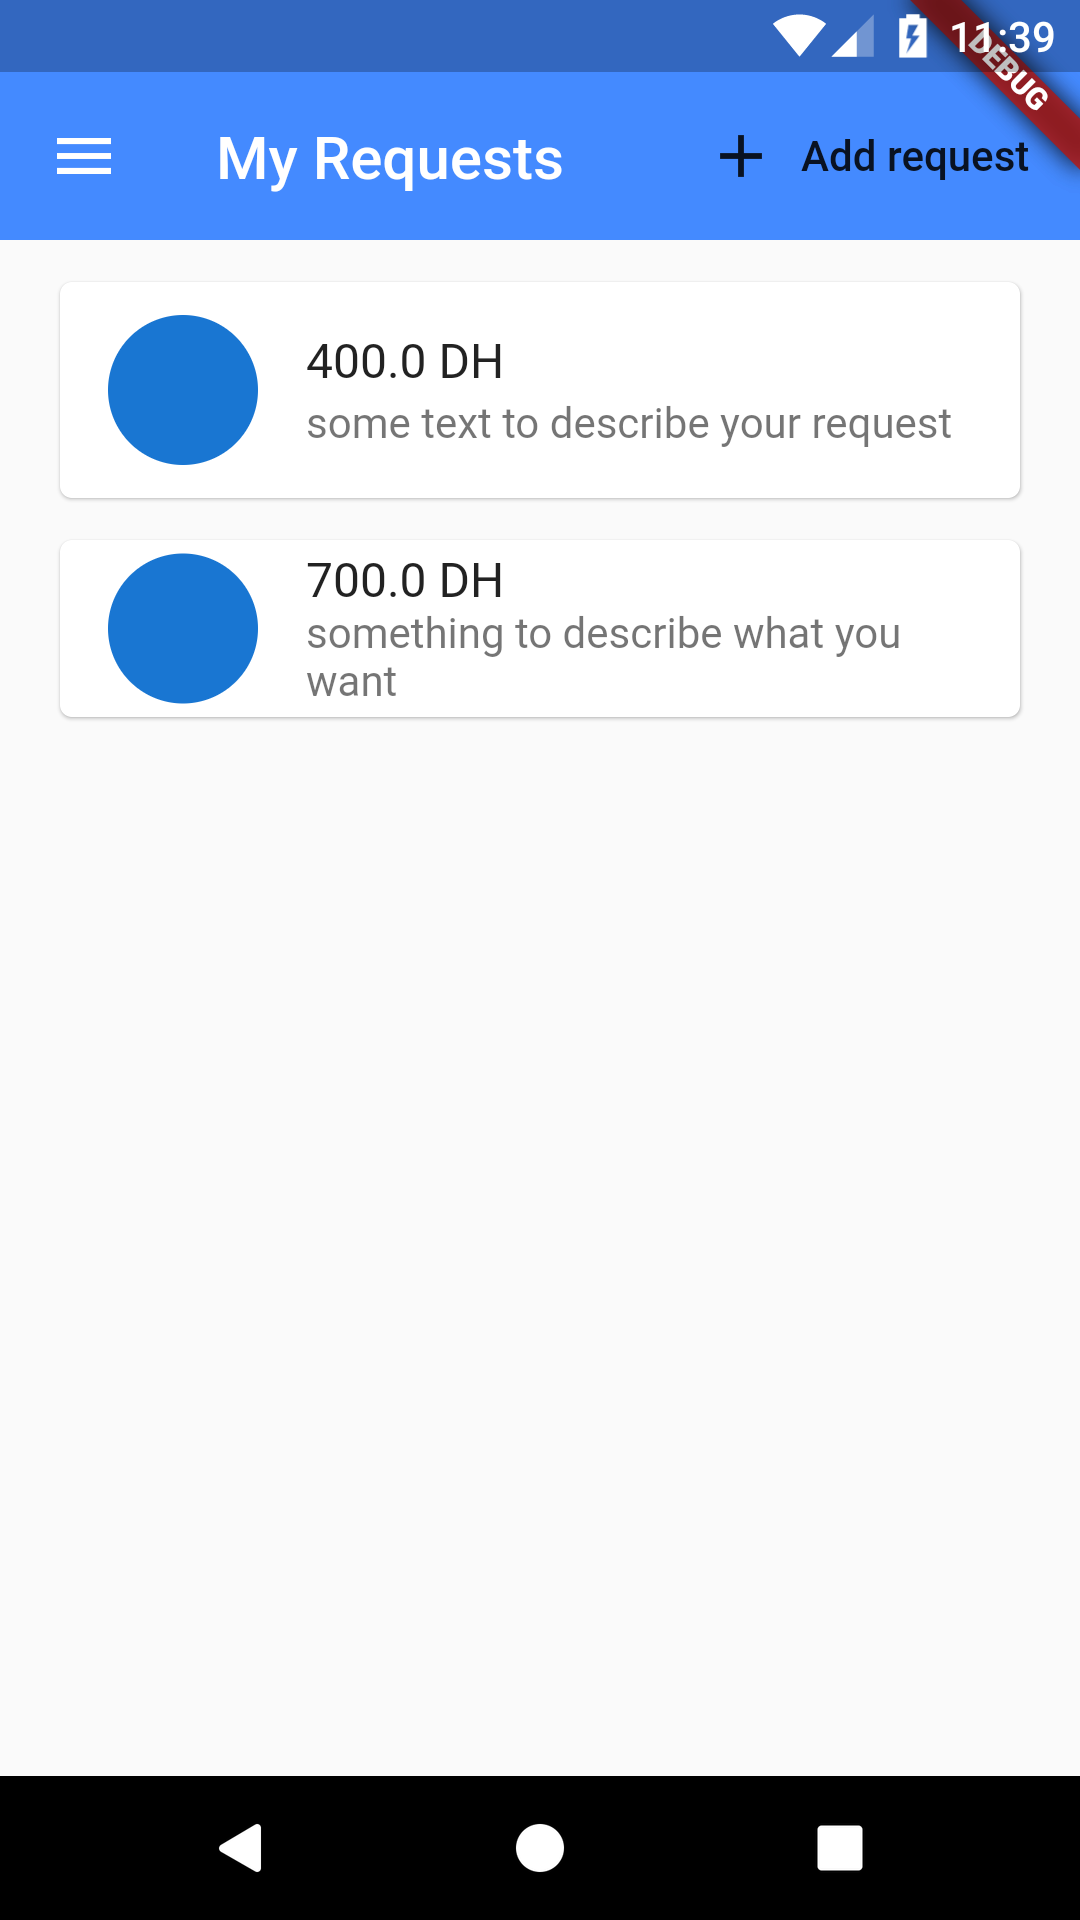 11:39
DEBUG
My Requests
Add request
400.0 DH
some text to describe your request
700.0 DH
something to describe what you
want